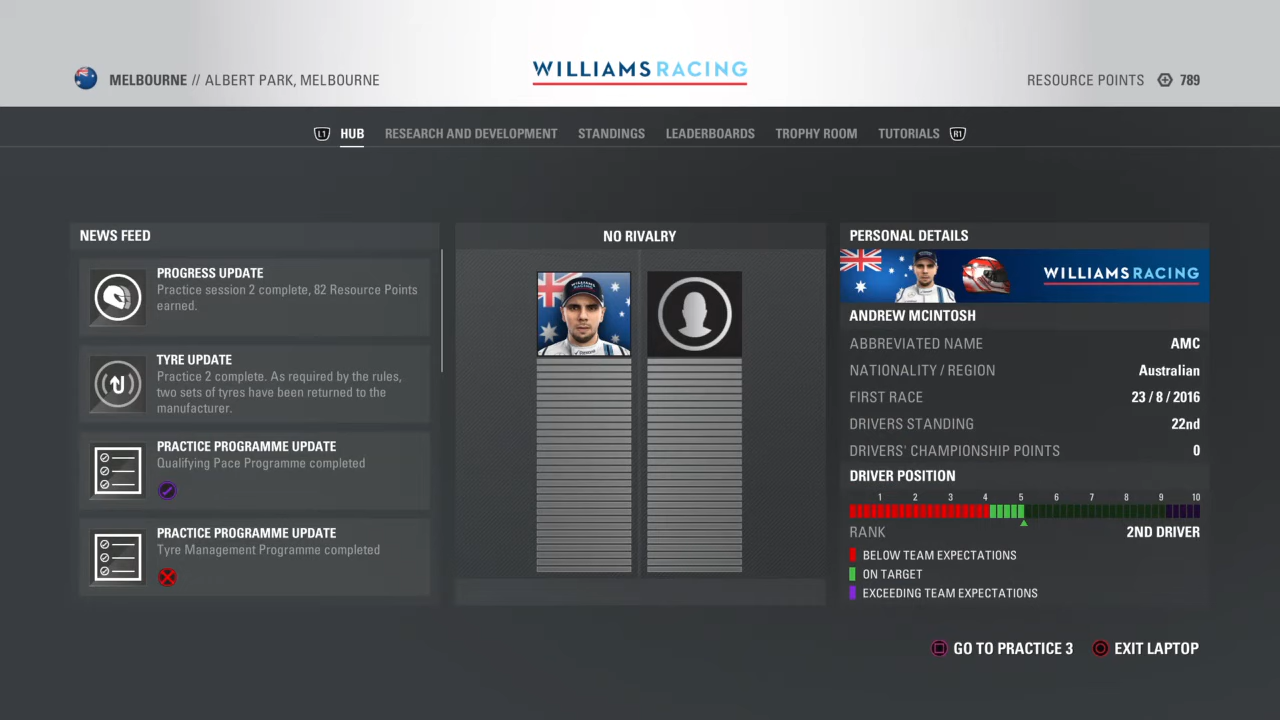 MELBOURNE // ALBERT PARK, MELBOURNE
WILLIAMS RACING
RESOURCE POINTS 789
L1 HUB RESEARCH AND DEVELOPMENT STANDINGS LEADERBOARDS TROPHY ROOM TUTORIALS R1
NEWS FEED
PROGRESS UPDATE
Practice session 2 complete, 82 Resource Points
earned.
TYRE UPDATE
Practice 2 complete. As required by the rules,
two sets of tyres have been returned to the
manufacturer.
PRACTICE PROGRAMME UPDATE
Qualifying Pace Programme completed
PRACTICE PROGRAMME UPDATE
Tyre Management Programme completed
NO RIVALRY
PERSONAL DETAILS
WILLIAMS RACING
ANDREW MCINTOSH
ABBREVIATED NAME AMC
NATIONALITY / REGION Australian
FIRST RACE 23 / 8 / 2016
DRIVERS STANDING 22nd
DRIVERS' CHAMPIONSHIP POINTS 0
DRIVER POSITION
1 2 3 4 5 6 7 8 9 10
RANK 2ND DRIVER
BELOW TEAM EXPECTATIONS
ON TARGET
EXCEEDING TEAM EXPECTATIONS
GO TO PRACTICE 3 EXIT LAPTOP